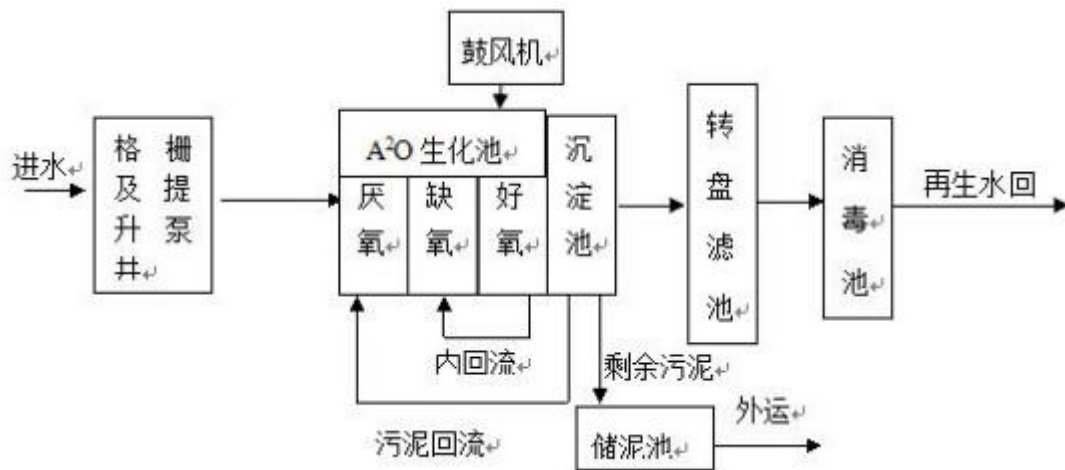 鼓风机
进水
格 栅
及 提
升 泵
井
A²O 生化池
厌氧
缺氧
好氧
沉淀池
转盘滤池
消毒池
再生水回
内回流
污泥回流
剩余污泥
储泥池
外运